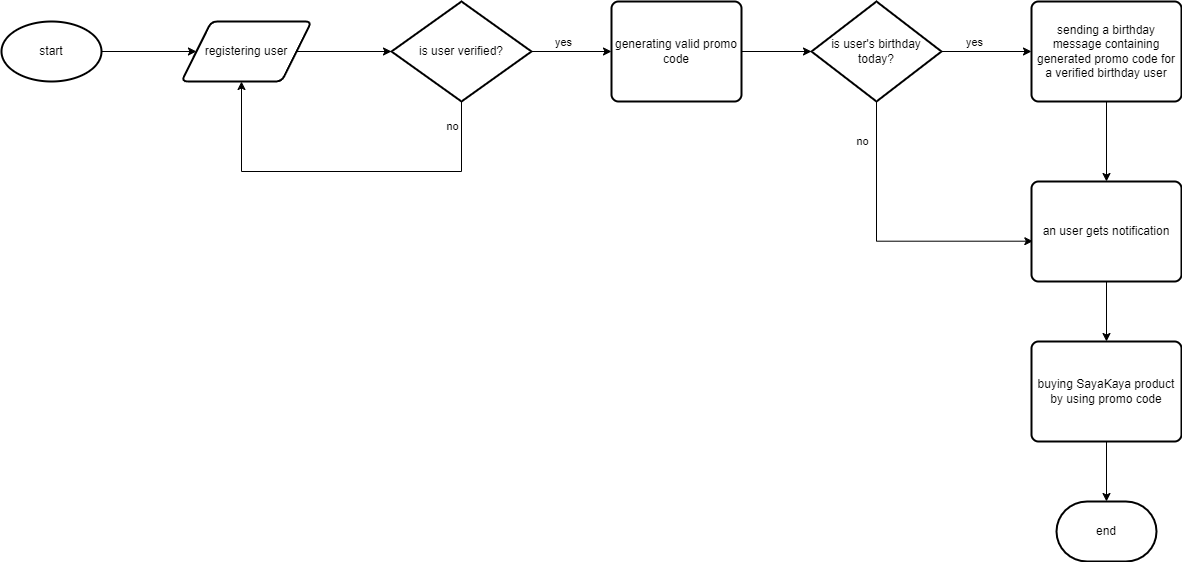 start
registering user
is user verified?
yes
no
generating valid promo
code
is user's birthday
today?
yes
no
sending a birthday
message containing
generated promo code for
a verified birthday user
an user gets notification
buying SayaKaya product
by using promo code
end